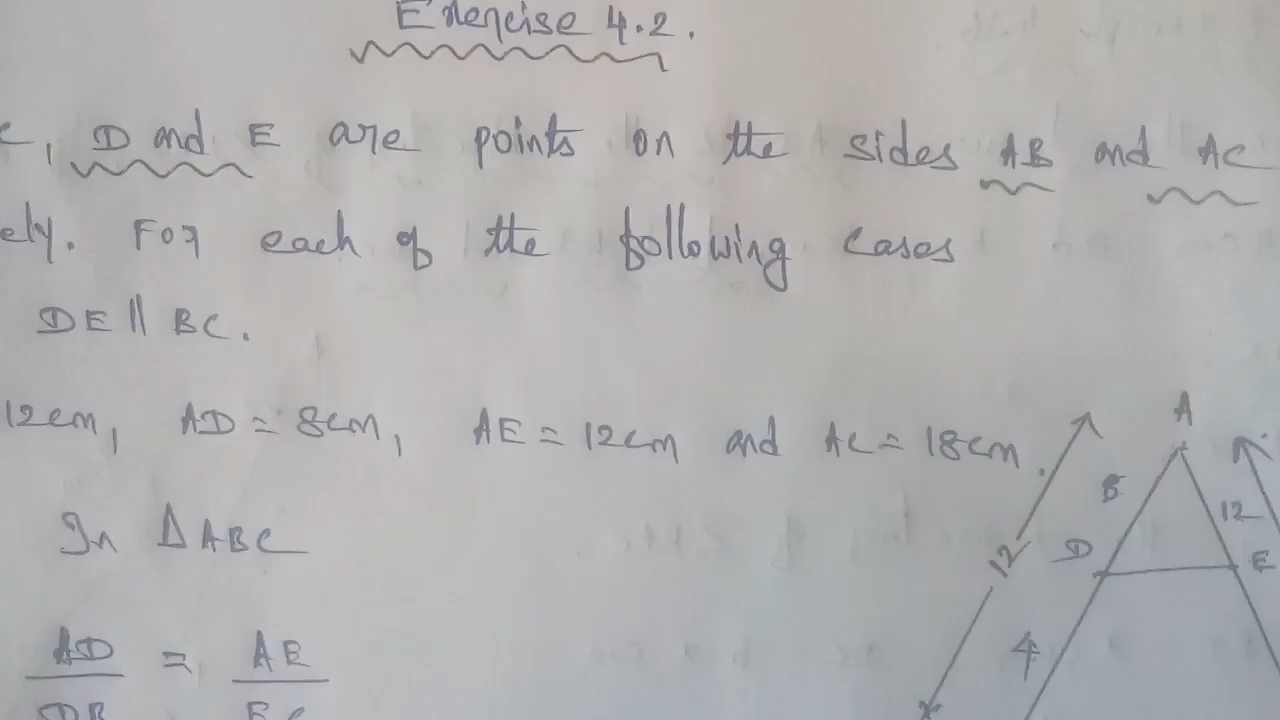 Exercise 4.2.
D and E are points on the sides AB and AC
ely. For each of the following cases
DE || BC.
12cm, AD = 8cm, AE = 12cm and AC = 18cm.
In ΔABC
AD = AE
DB EC
A
8
12
12
D
E
4